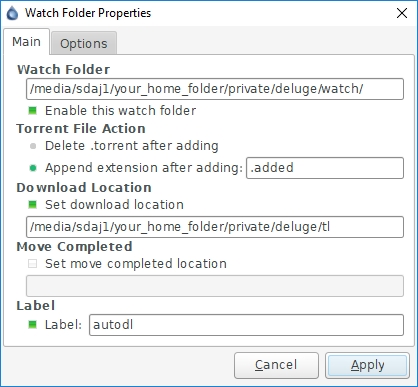 Watch Folder Properties
Main Options
Watch Folder
/media/sdaj1/your_home_folder/private/deluge/watch/
Enable this watch folder
Torrent File Action
Delete .torrent after adding
Append extension after adding: .added
Download Location
Set download location
/media/sdaj1/your_home_folder/private/deluge/tl
Move Completed
Set move completed location
Label
Label: autodl
Cancel Apply